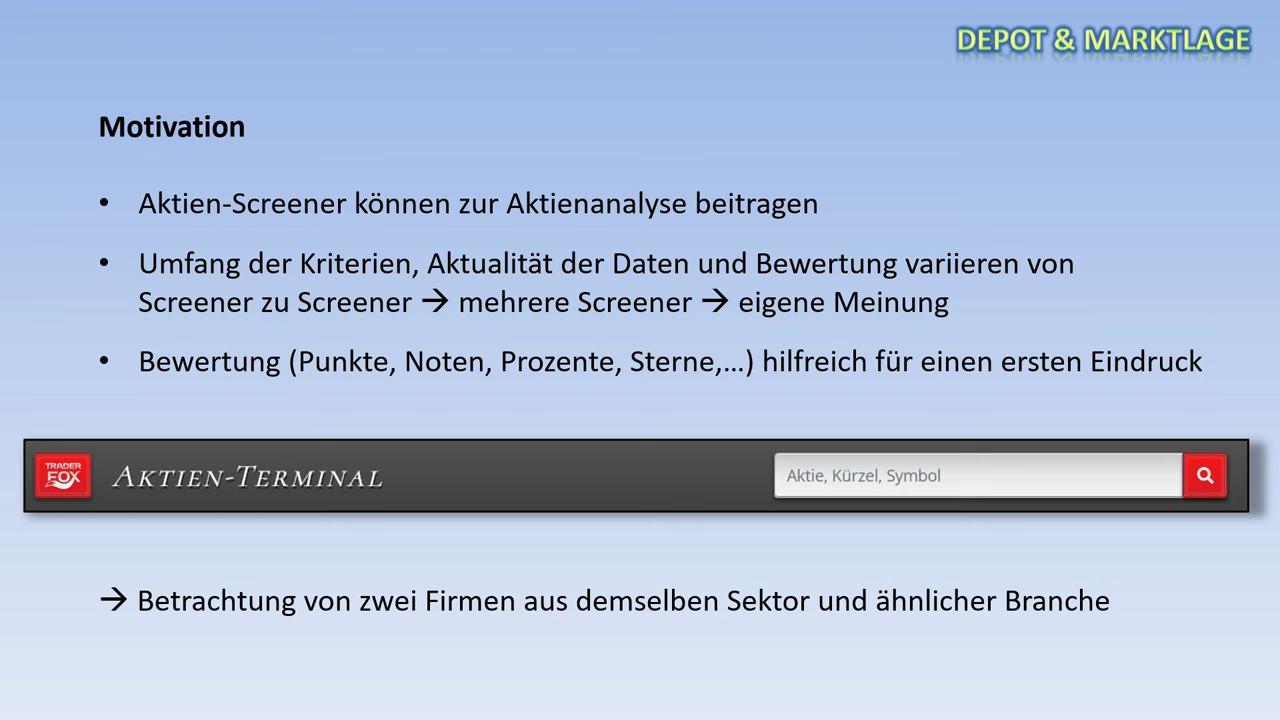 DEPOT & MARKTLAGE
Motivation
• Aktien-Screener können zur Aktienanalyse beitragen
• Umfang der Kriterien, Aktualität der Daten und Bewertung variieren von
Screener zu Screener → mehrere Screener → eigene Meinung
• Bewertung (Punkte, Noten, Prozente, Sterne,...) hilfreich für einen ersten Eindruck
TRADER
FOX
AKTIEN-TERMINAL
Aktie, Kürzel, Symbol
→ Betrachtung von zwei Firmen aus demselben Sektor und ähnlicher Branche